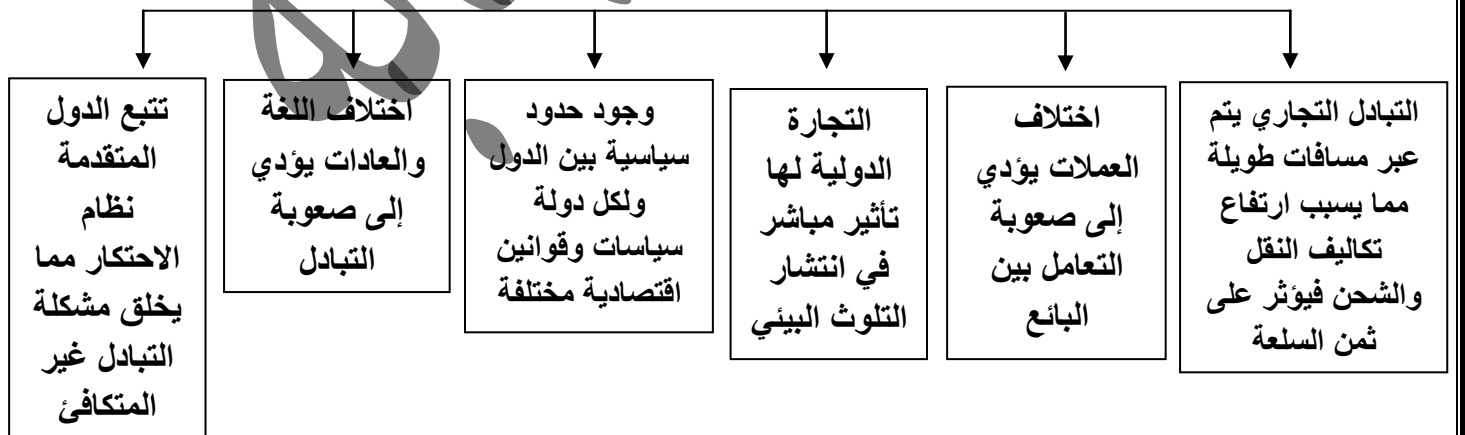 التبادل التجاري يتم
عبر مسافات طويلة
مما يسبب ارتفاع
تكاليف النقل
والشحن فيؤثر على
ثمن السلعة
اختلاف
العملات يؤدي
إلى صعوبة
التعامل بين
البائع
التجارة
الدولية لها
تأثير مباشر
في انتشار
التلوث البيئي
وجود حدود
سياسية بين الدول
ولكل دولة
سياسات وقوانين
اقتصادية مختلفة
اختلاف اللغة
والعادات يؤدي
إلى صعوبة
التبادل
تتبع الدول
المتقدمة
نظام
الاحتكار مما
يخلق مشكلة
التبادل غير
المتكافئ